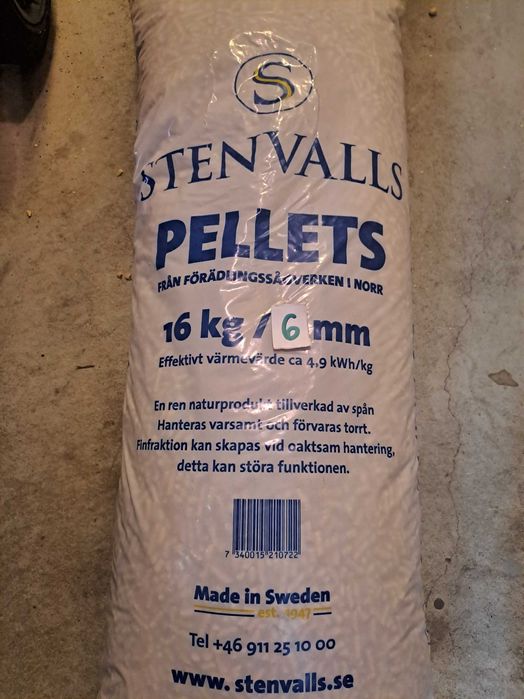 S
STENVALLS
PELLETS
FRÅN FÖRÄDLINGSSÅGVERKEN I NORR
16 kg / 6 mm
Effektivt värmevärde ca 4,9 kWh/kg
En ren naturprodukt tillverkad av spån
Hanteras varsamt och förvaras torrt.
Finfraktion kan skapas vid oaktsam hantering,
detta kan störa funktionen.
7 340015 210722
Made in Sweden
est. 1947
Tel +46 911 25 10 00
www.stenvalls.se